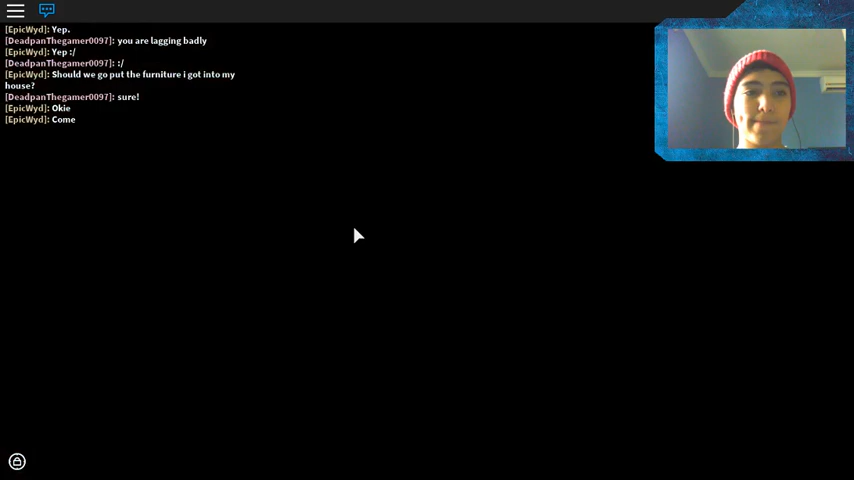 [EpicWyd]: Yep.
[DeadpanThegamer0097]: you are lagging badly
[EpicWyd]: Yep :/
[DeadpanThegamer0097]: :/
[EpicWyd]: Should we go put the furniture i got into my
house?
[DeadpanThegamer0097]: sure!
[EpicWyd]: Okie
[EpicWyd]: Come